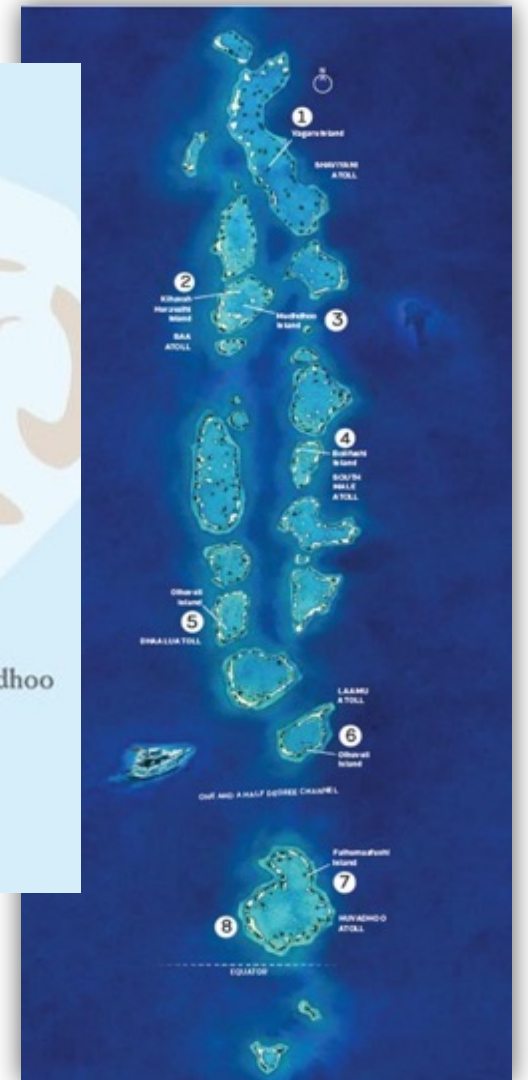 N
1
Vagaru Island
SHAVIYANI
ATOLL
2
Kihavah
Huravalhi
Island
BAA
ATOLL
Mudhdhoo
Island
3
4
Bolifushi
Island
SOUTH
MALE
ATOLL
Olhuveli
Island
5
DHAALU ATOLL
dhoo
LAAMU
ATOLL
6
Olhuveli
Island
ONE AND A HALF DEGREE CHANNEL
Falhumaafushi
Island
7
8
HUVADHOO
ATOLL
EQUATOR